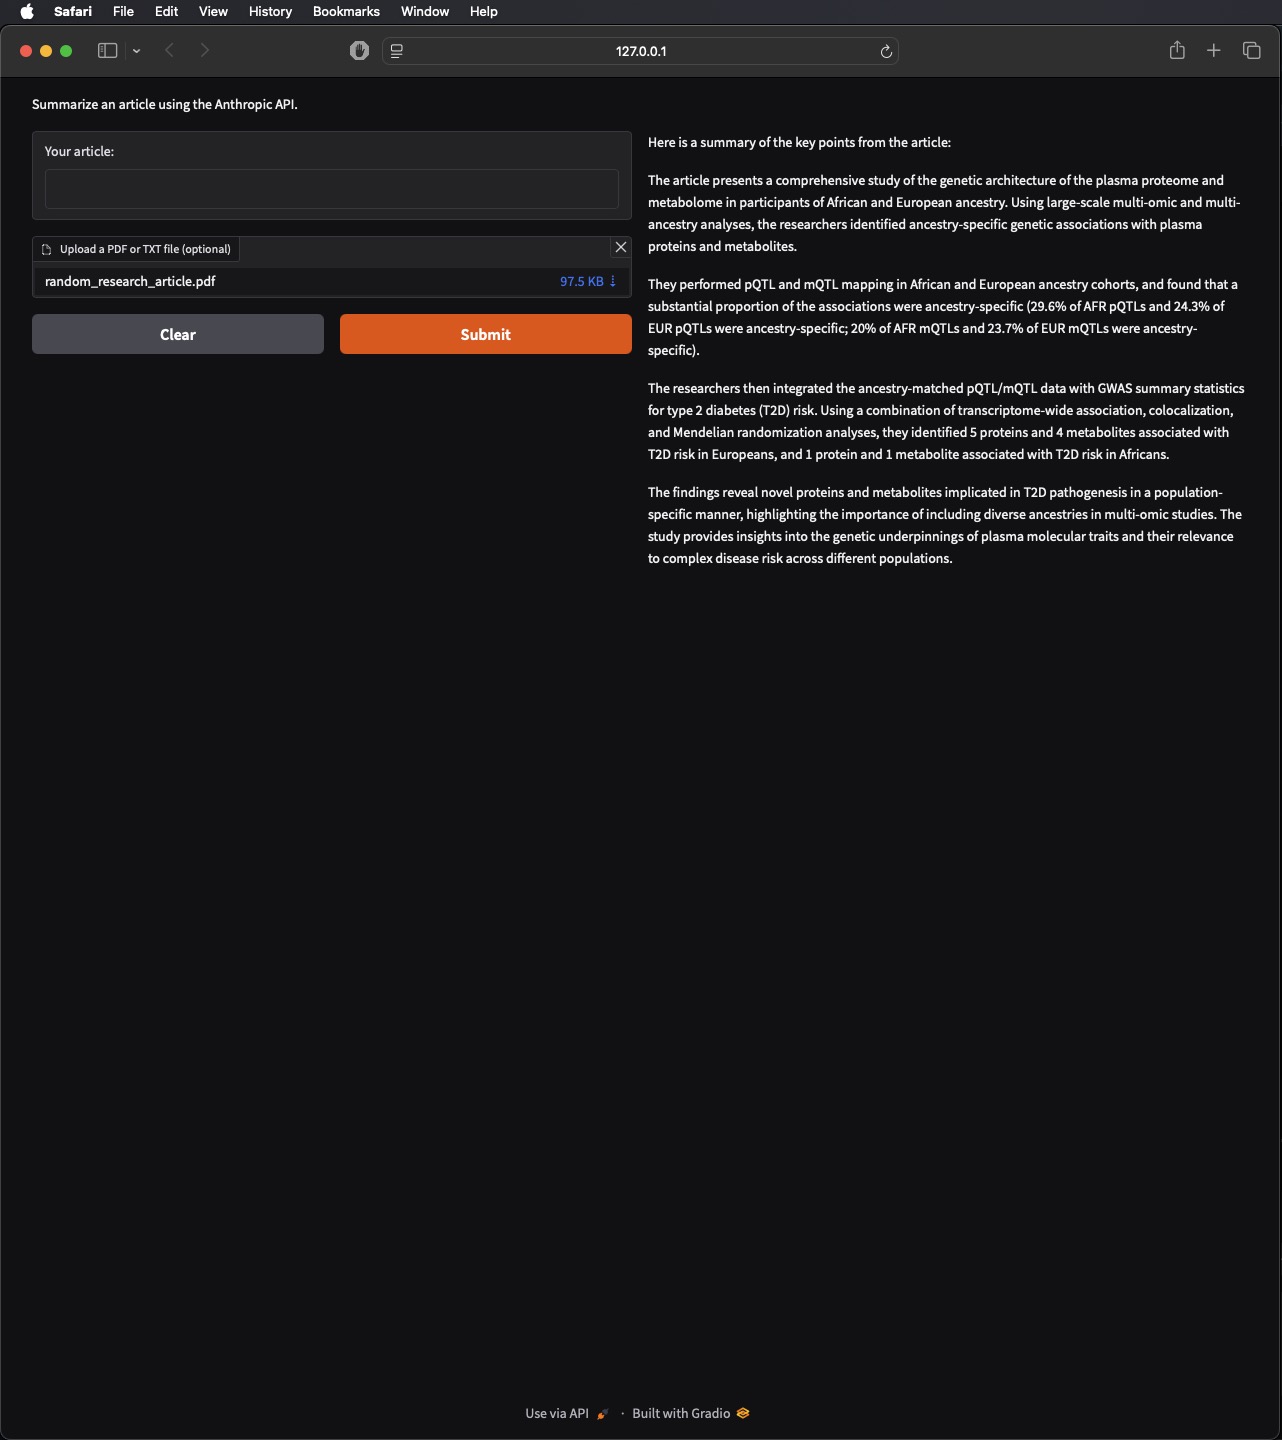 Safari File Edit View History Bookmarks Window Help
127.0.0.1
Summarize an article using the Anthropic API.
Your article:
Upload a PDF or TXT file (optional)
random_research_article.pdf 97.5 KB ⇣
Clear Submit
Here is a summary of the key points from the article:
The article presents a comprehensive study of the genetic architecture of the plasma proteome and
metabolome in participants of African and European ancestry. Using large-scale multi-omic and multi-
ancestry analyses, the researchers identified ancestry-specific genetic associations with plasma
proteins and metabolites.
They performed pQTL and mQTL mapping in African and European ancestry cohorts, and found that a
substantial proportion of the associations were ancestry-specific (29.6% of AFR pQTLs and 24.3% of
EUR pQTLs were ancestry-specific; 20% of AFR mQTLs and 23.7% of EUR mQTLs were ancestry-
specific).
The researchers then integrated the ancestry-matched pQTL/mQTL data with GWAS summary statistics
for type 2 diabetes (T2D) risk. Using a combination of transcriptome-wide association, colocalization,
and Mendelian randomization analyses, they identified 5 proteins and 4 metabolites associated with
T2D risk in Europeans, and 1 protein and 1 metabolite associated with T2D risk in Africans.
The findings reveal novel proteins and metabolites implicated in T2D pathogenesis in a population-
specific manner, highlighting the importance of including diverse ancestries in multi-omic studies. The
study provides insights into the genetic underpinnings of plasma molecular traits and their relevance
to complex disease risk across different populations.
Use via API · Built with Gradio